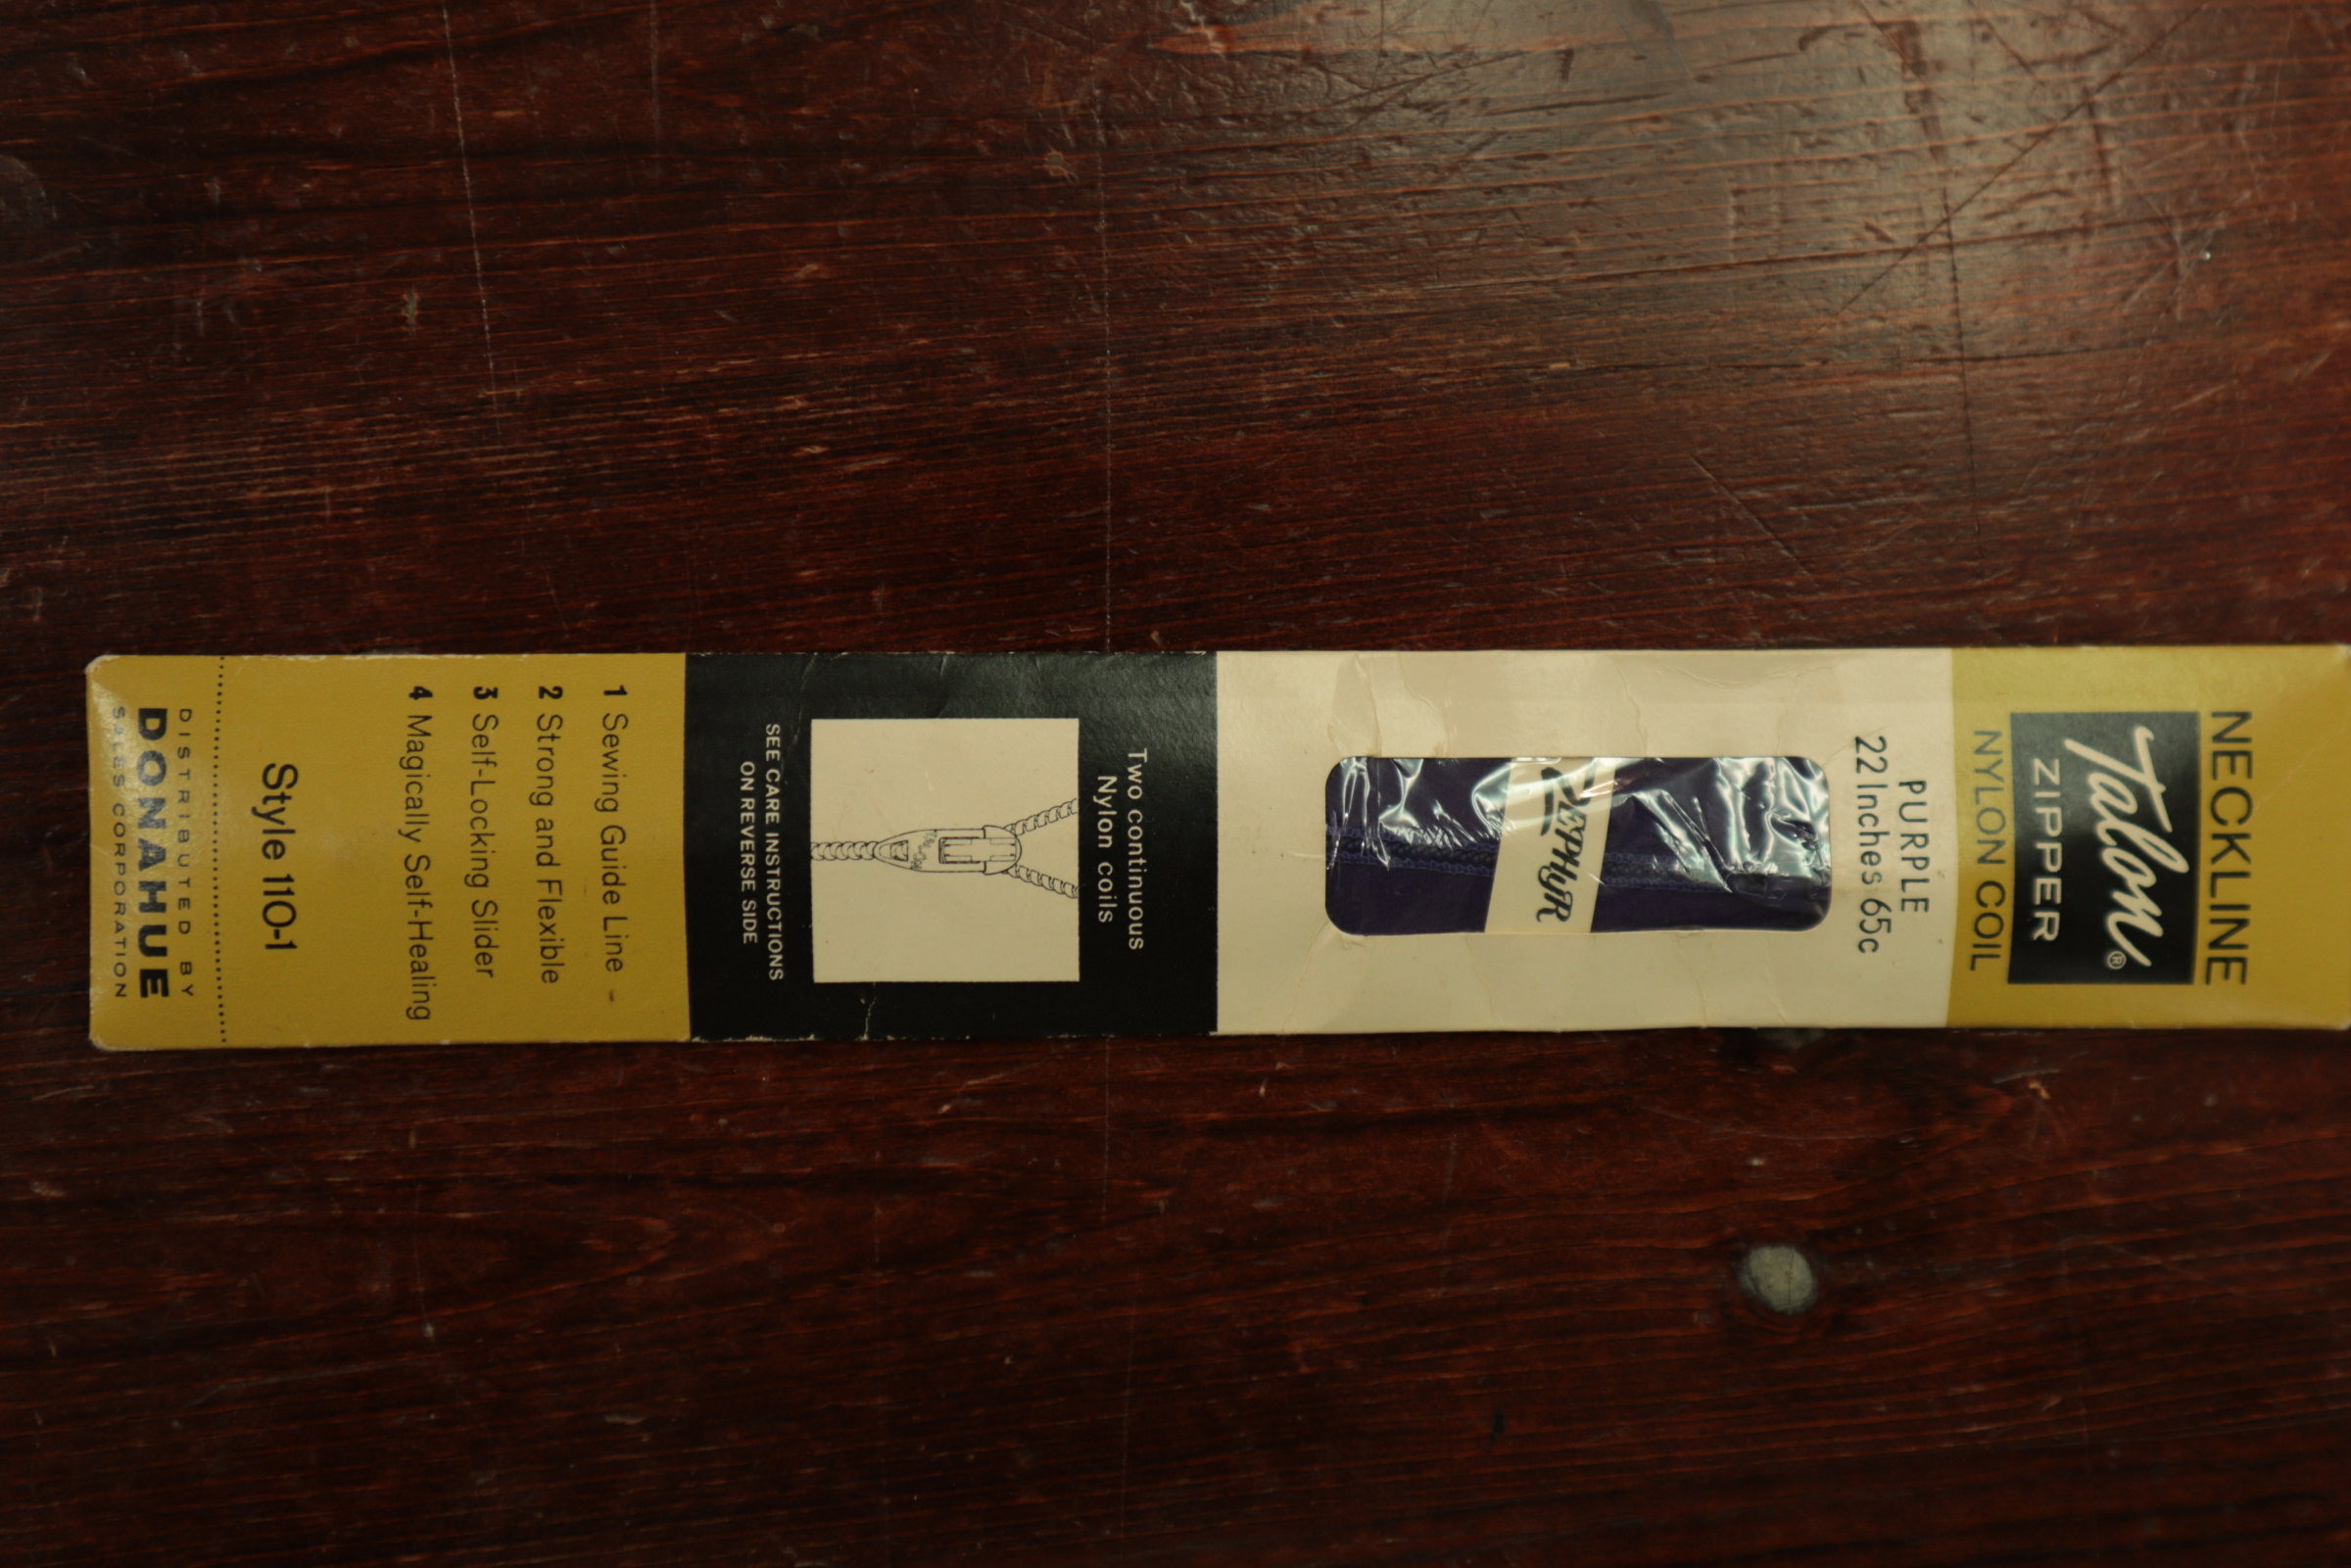 NECKLINE
Talon®
ZIPPER
NYLON COIL
PURPLE
22 Inches 65c
ZEPHYR
Two continuous
Nylon coils
TALON
SEE CARE INSTRUCTIONS
ON REVERSE SIDE
1 Sewing Guide Line
2 Strong and Flexible
3 Self-Locking Slider
4 Magically Self-Healing
Style 110-1
DISTRIBUTED BY
DONAHUE
SALES CORPORATION